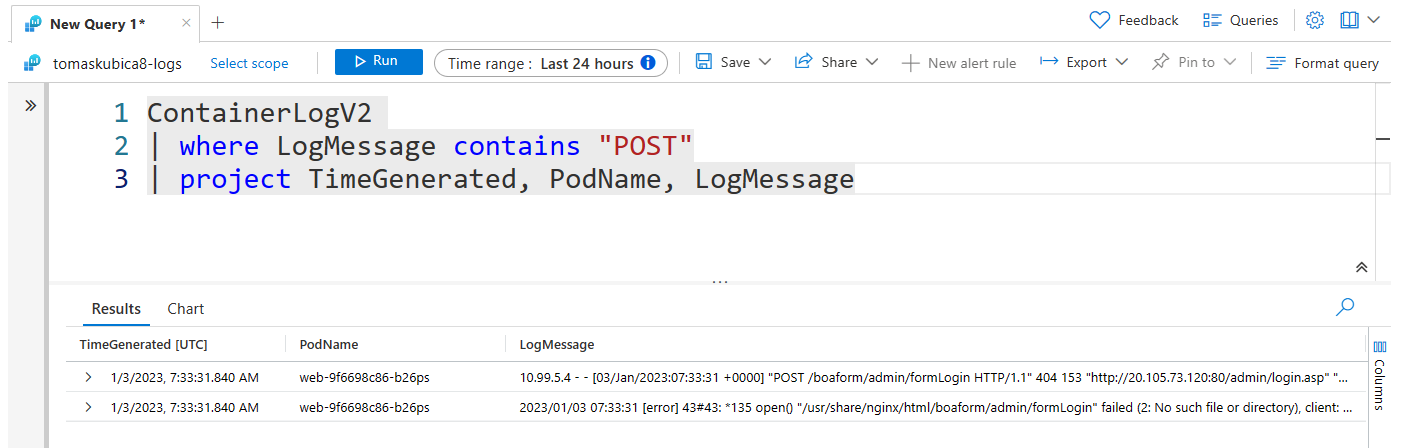 New Query 1*
Feedback
Queries
tomaskubica8-logs
Select scope
Run
Time range : Last 24 hours
Save
Share
New alert rule
Export
Pin to
Format query
1 ContainerLogV2
2 | where LogMessage contains "POST"
3 | project TimeGenerated, PodName, LogMessage
...
Results
Chart
TimeGenerated [UTC] PodName LogMessage
1/3/2023, 7:33:31.840 AM web-9f6698c86-b26ps 10.99.5.4 - - [03/Jan/2023:07:33:31 +0000] "POST /boaform/admin/formLogin HTTP/1.1" 404 153 "http://20.105.73.120:80/admin/login.asp" "...
1/3/2023, 7:33:31.840 AM web-9f6698c86-b26ps 2023/01/03 07:33:31 [error] 43#43: *135 open() "/usr/share/nginx/html/boaform/admin/formLogin" failed (2: No such file or directory), client: ...
Columns